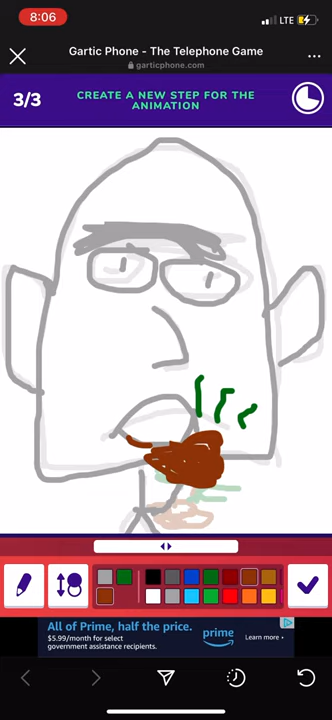 8:06
LTE
Gartic Phone - The Telephone Game
garticphone.com
3/3
CREATE A NEW STEP FOR THE
ANIMATION
All of Prime, half the price.
$5.99/month for select
government assistance recipients.
prime
Learn more